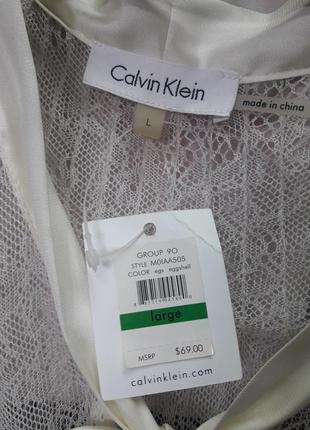 Calvin Klein
L
made in china
GROUP 90
STYLE M0IAA505
COLOR egs eggshell
large
MSRP $69.00
calvinklein.com